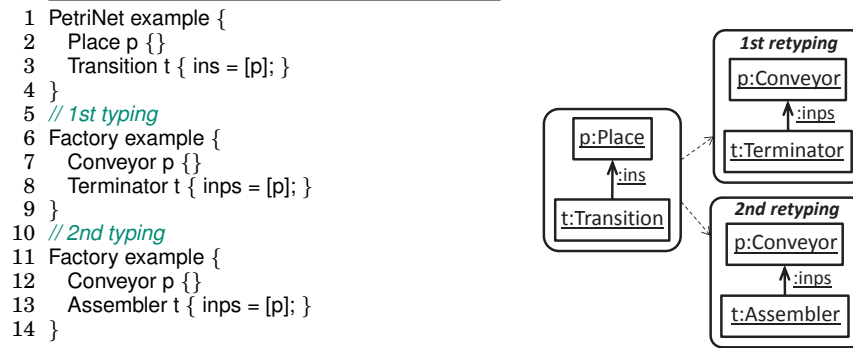 1 PetriNet example {
2 Place p {}
3 Transition t { ins = [p]; }
4 }
5 // 1st typing
6 Factory example {
7 Conveyor p {}
8 Terminator t { inps = [p]; }
9 }
10 // 2nd typing
11 Factory example {
12 Conveyor p {}
13 Assembler t { inps = [p]; }
14 }
p:Place
:ins
t:Transition
1st retyping
p:Conveyor
:inps
t:Terminator
2nd retyping
p:Conveyor
:inps
t:Assembler